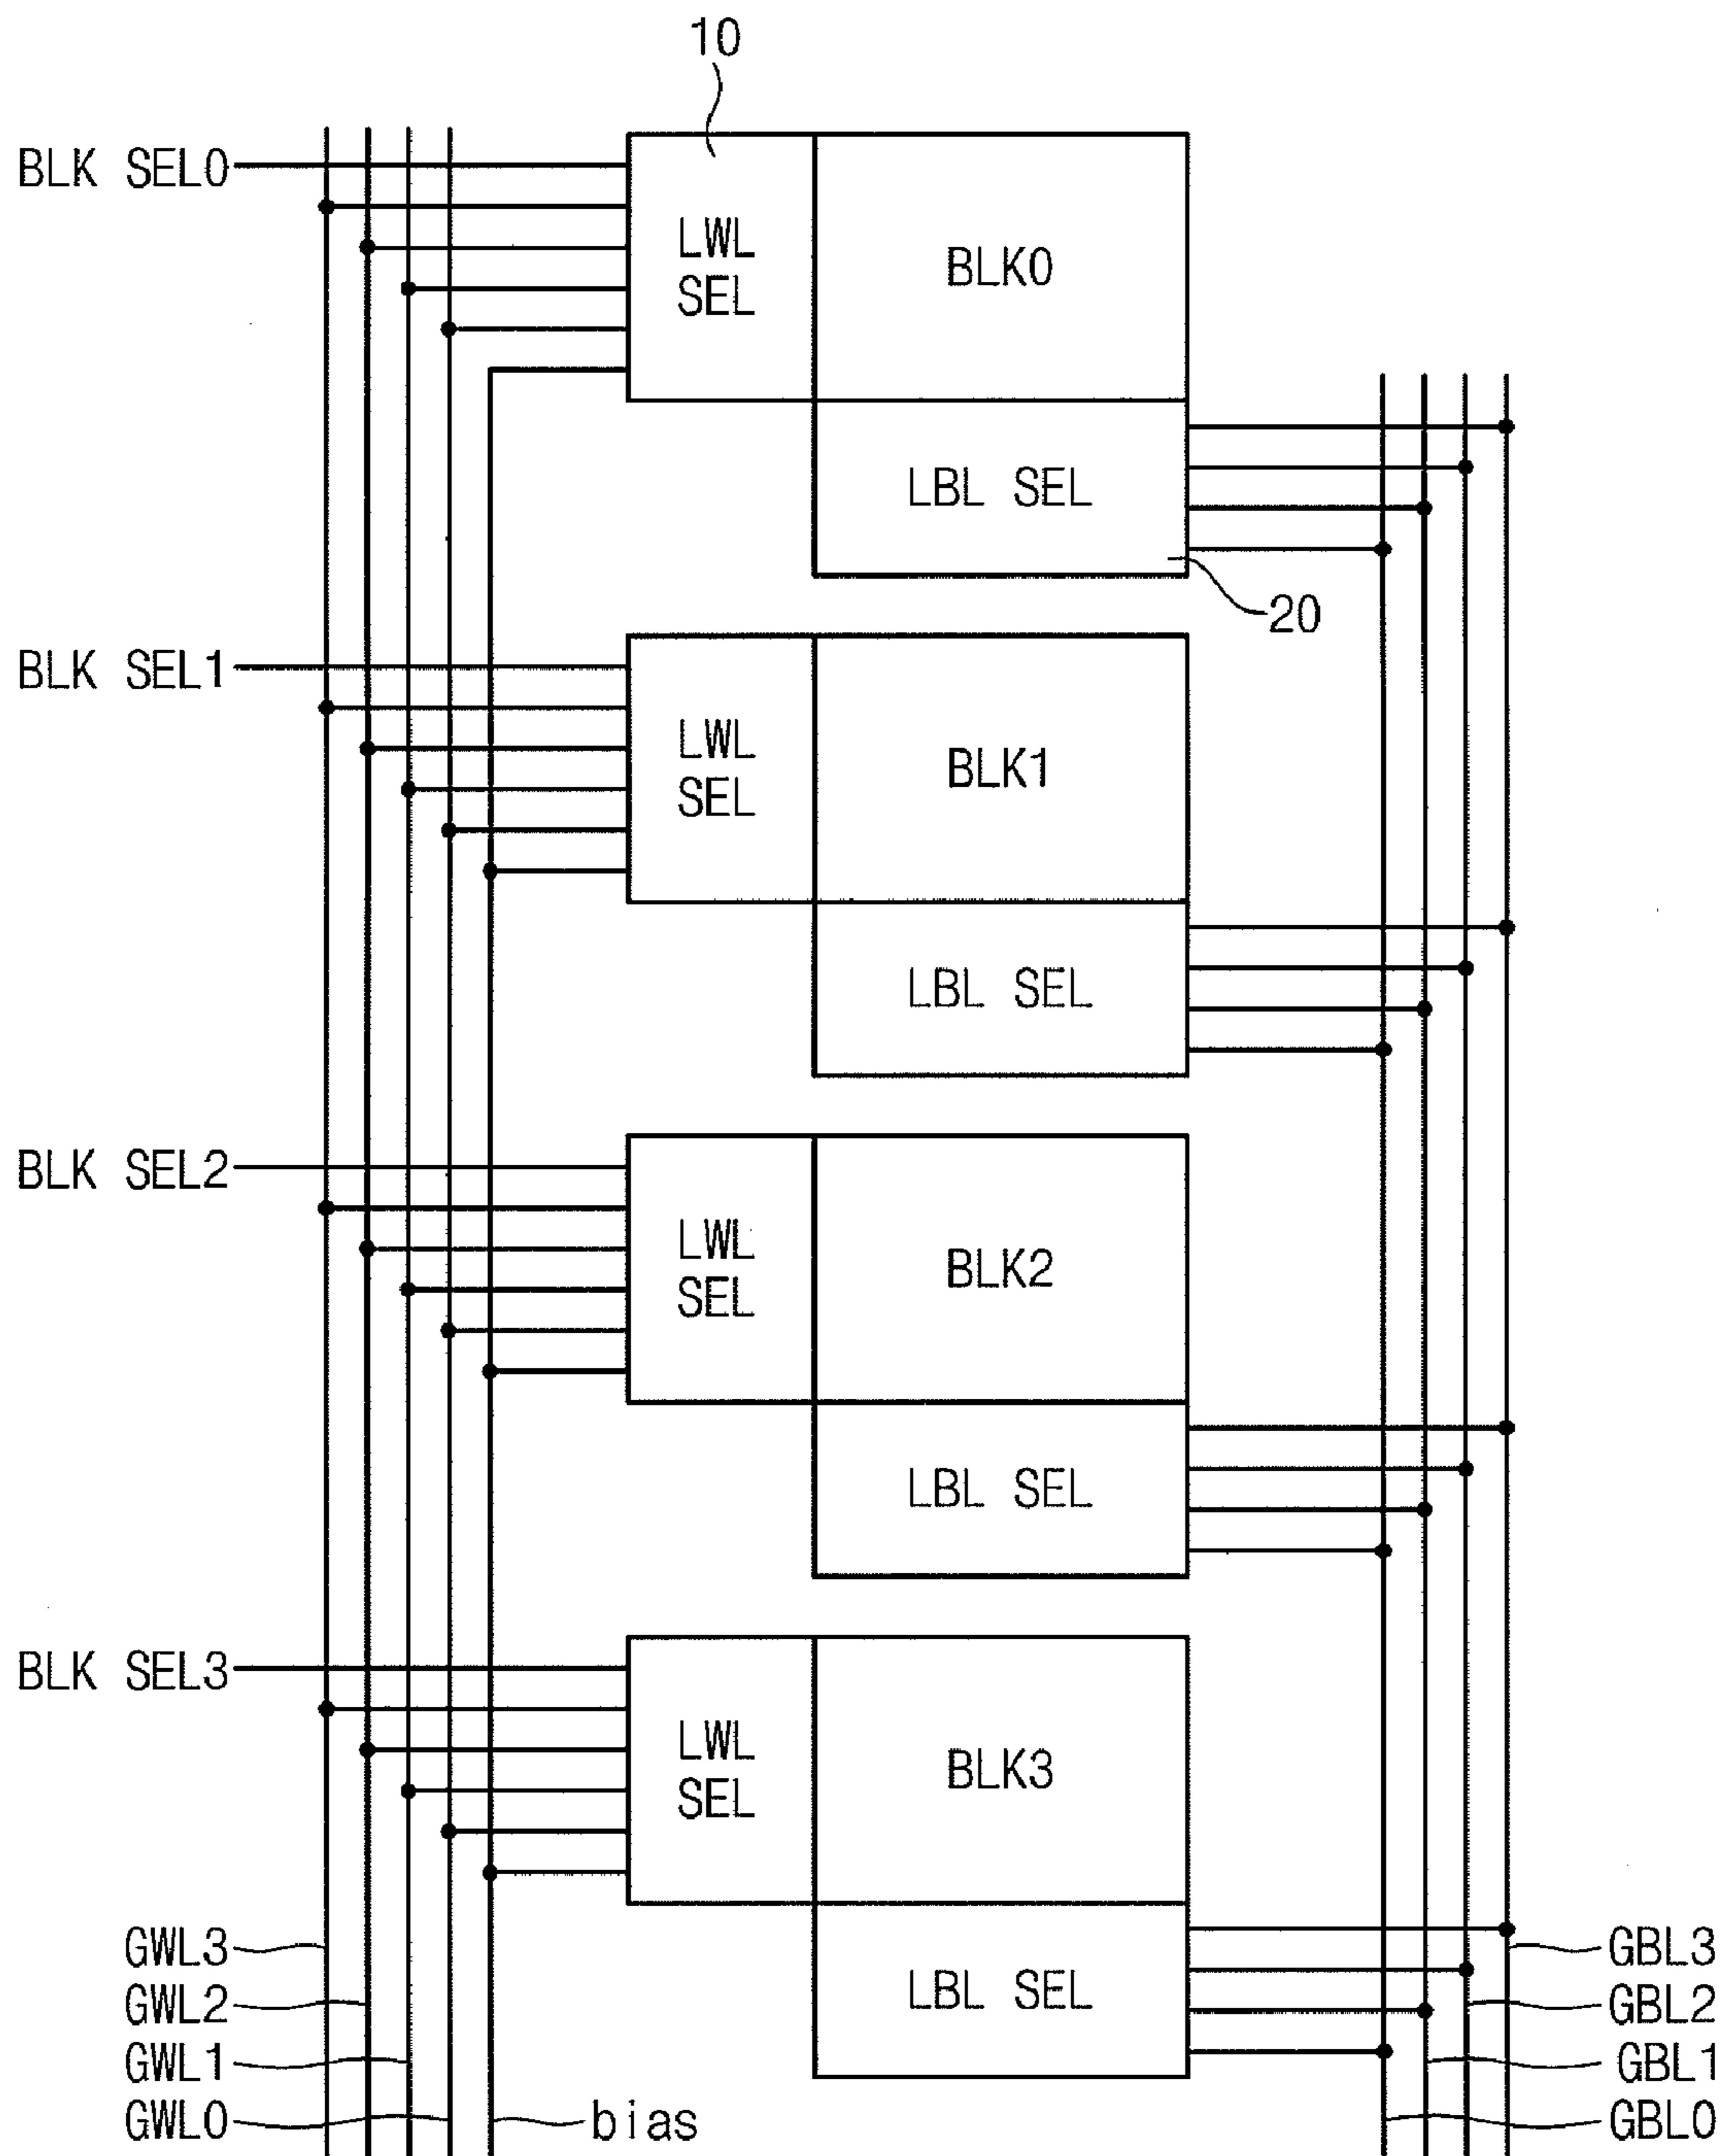 10
BLK SEL0
LWL
SEL
BLK0
LBL SEL
20
BLK SEL1
LWL
SEL
BLK1
LBL SEL
BLK SEL2
LWL
SEL
BLK2
LBL SEL
BLK SEL3
LWL
SEL
BLK3
LBL SEL
GWL3
GWL2
GWL1
GWL0
bias
GBL3
GBL2
GBL1
GBL0